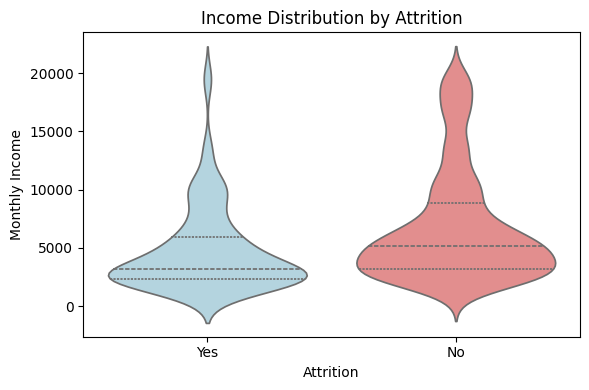 Income Distribution by Attrition
Monthly Income
20000
15000
10000
5000
0
Yes
No
Attrition